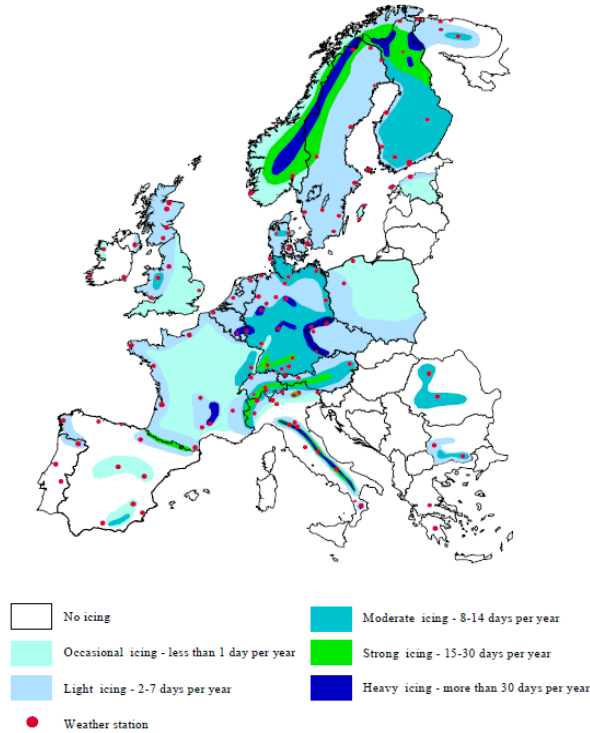 No icing
Occasional icing - less than 1 day per year
Light icing - 2-7 days per year
Weather station
Moderate icing - 8-14 days per year
Strong icing - 15-30 days per year
Heavy icing - more than 30 days per year